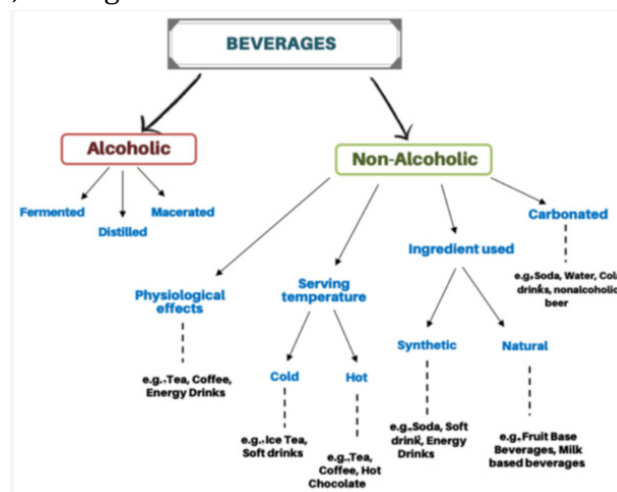 BEVERAGES
Alcoholic
Non-Alcoholic
Fermented
Macerated
Distilled
Carbonated
e.g.,Soda, Water, Cola
drinks, nonalcoholic
beer
Ingredient used
Physiological
effects
Serving
temperature
Synthetic
Natural
Cold
Hot
e.g.,Tea, Coffee,
Energy Drinks
e.g.,Ice Tea,
Soft drinks
e.g.,Tea,
Coffee, Hot
Chocolate
e.g.,Soda, Soft
drink, Energy
Drinks
e.g.,Fruit Base
Beverages, Milk
based beverages